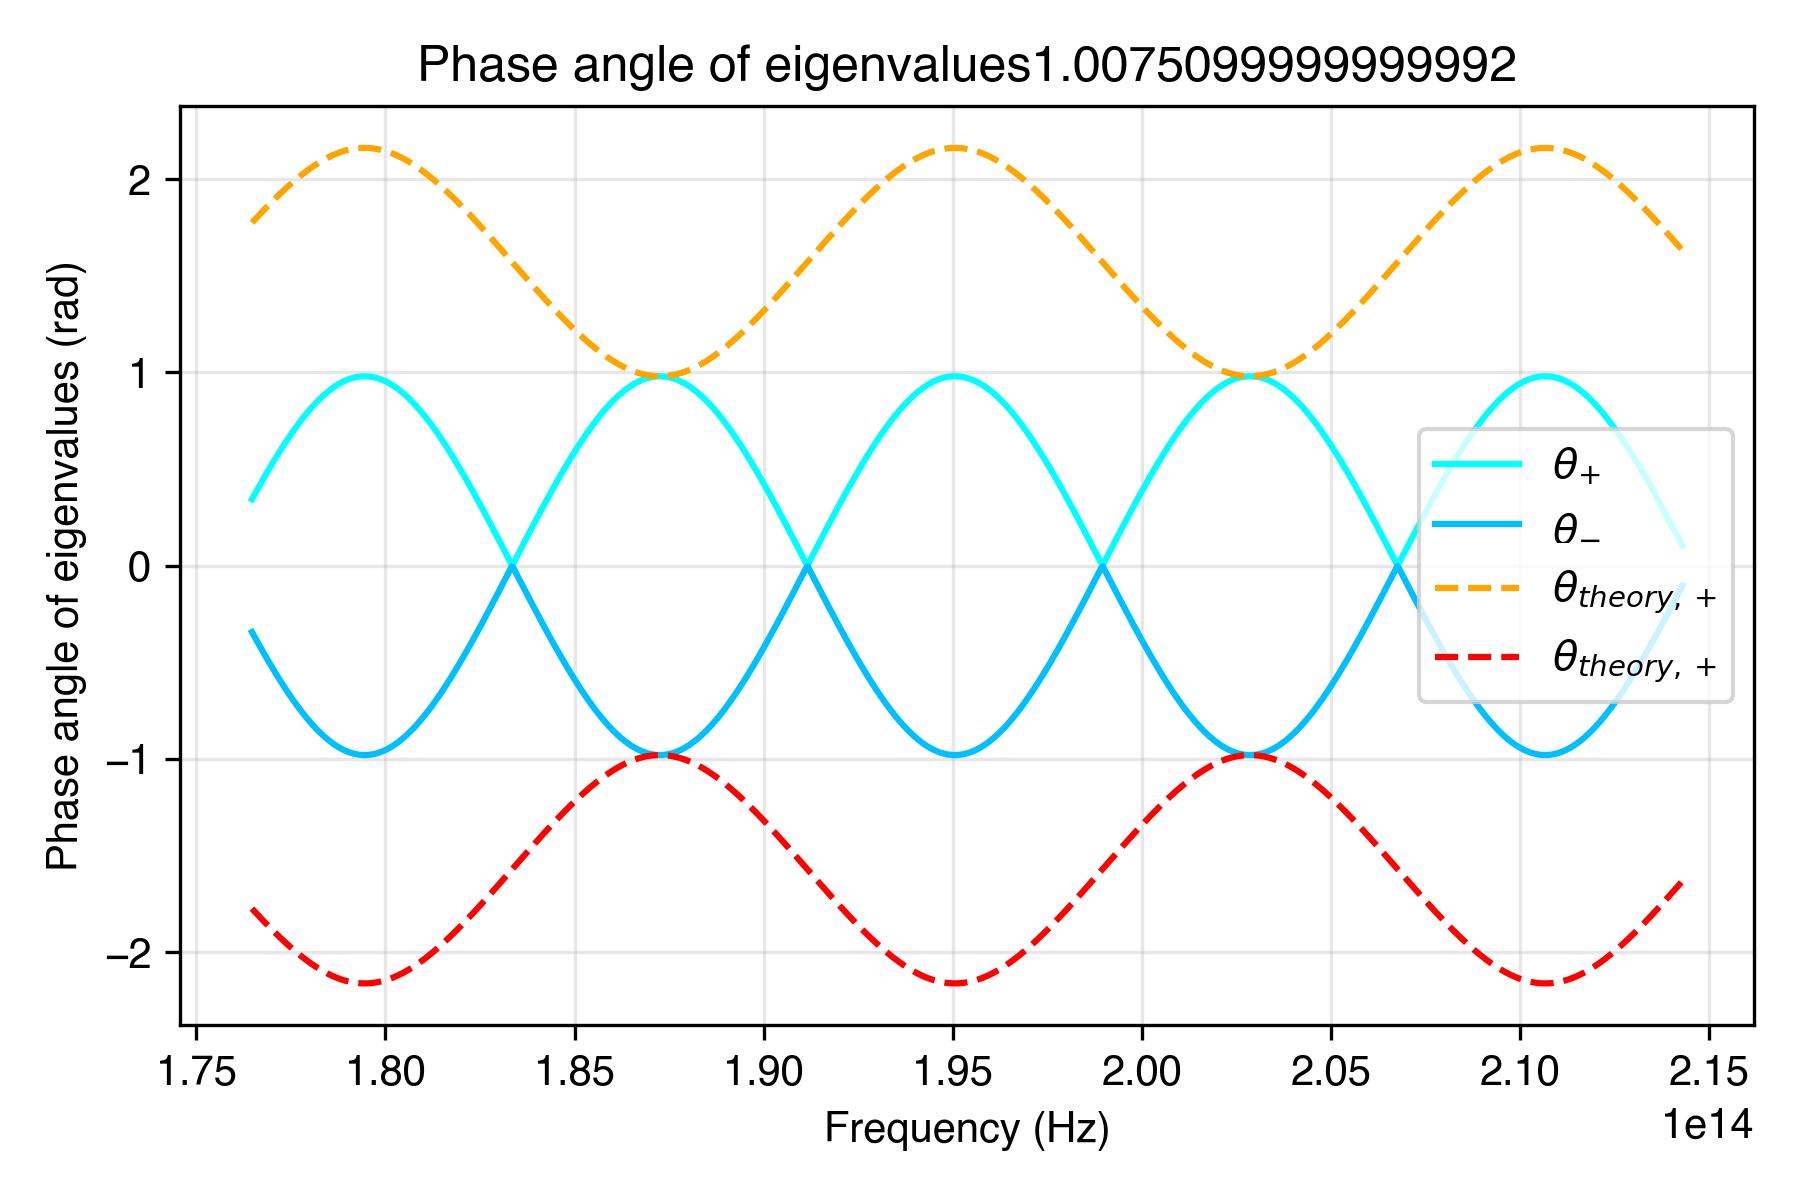 Phase angle of eigenvalues1.0075099999999992
Phase angle of eigenvalues (rad)
2
1
0
−1
−2
θ+
θ−
θtheory, +
θtheory, +
1.75 1.80 1.85 1.90 1.95 2.00 2.05 2.10 2.15
Frequency (Hz)
1e14